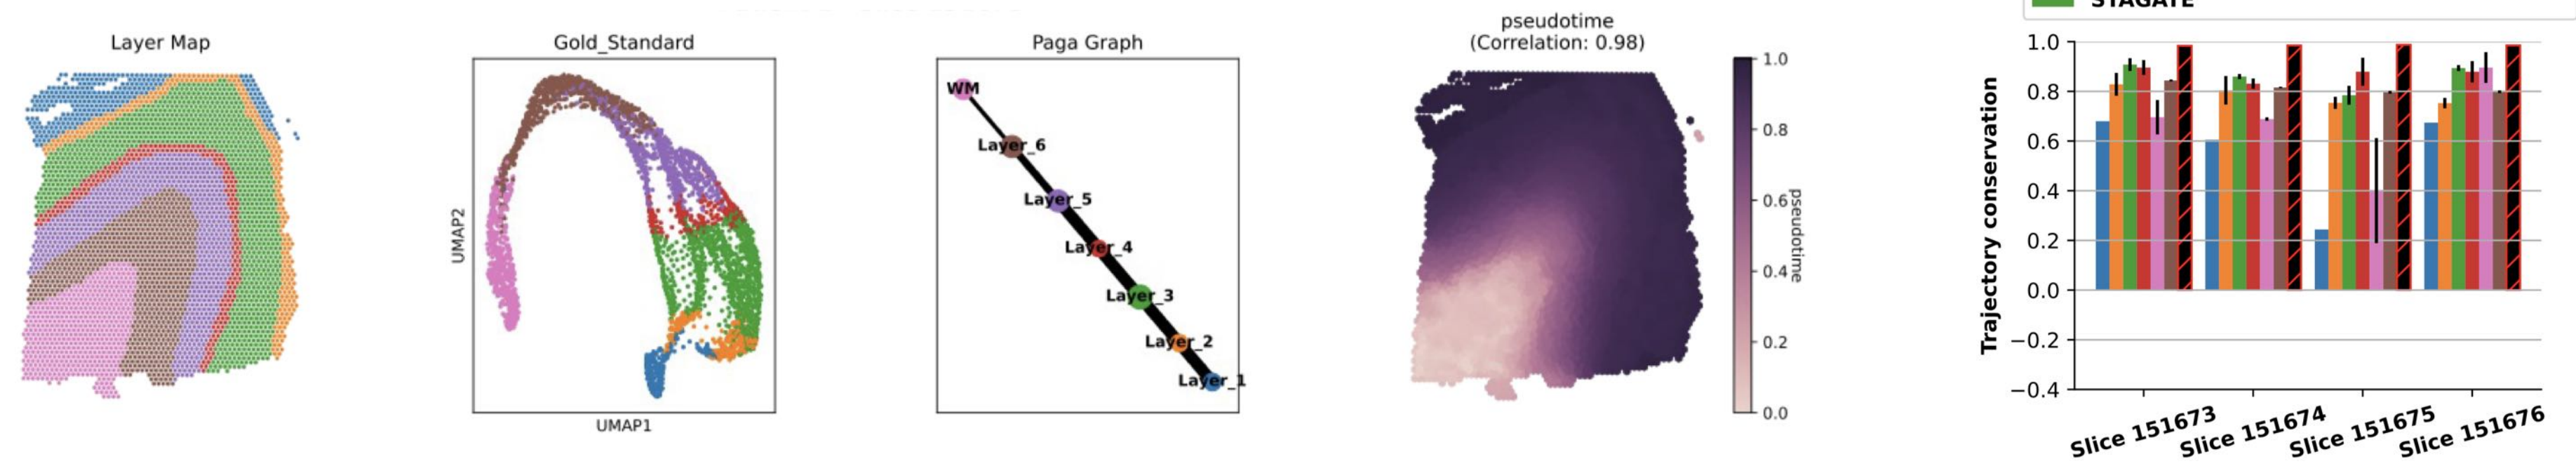 Layer Map
Gold_Standard
UMAP2
UMAP1
Paga Graph
WM
Layer_6
Layer_5
Layer_4
Layer_3
Layer_2
Layer_1
pseudotime
(Correlation: 0.98)
1.0
0.8
0.6
0.4
0.2
0.0
pseudotime
STAGATE
Trajectory conservation
1.0
0.8
0.6
0.4
0.2
0.0
−0.2
−0.4
Slice 151673
Slice 151674
Slice 151675
Slice 151676